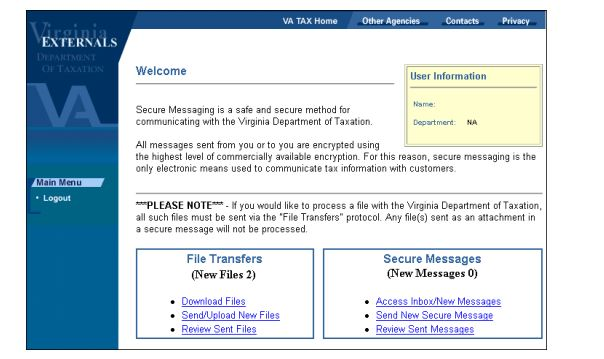 VA TAX Home Other Agencies Contacts Privacy
Virginia
EXTERNALS
DEPARTMENT
OF TAXATION
VA
Main Menu
• Logout
Welcome
User Information
Name:
Department: NA
Secure Messaging is a safe and secure method for
communicating with the Virginia Department of Taxation.
All messages sent from you or to you are encrypted using
the highest level of commercially available encryption. For this reason, secure messaging is the
only electronic means used to communicate tax information with customers.
***PLEASE NOTE*** - If you would like to process a file with the Virginia Department of Taxation,
all such files must be sent via the "File Transfers" protocol. Any file(s) sent as an attachment in
a secure message will not be processed.
File Transfers
(New Files 2)
• Download Files
• Send/Upload New Files
• Review Sent Files
Secure Messages
(New Messages 0)
• Access Inbox/New Messages
• Send New Secure Message
• Review Sent Messages